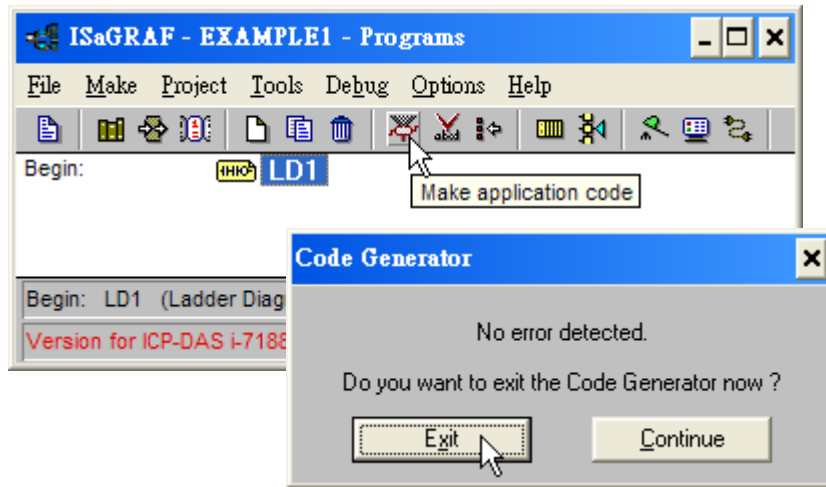 ISaGRAF - EXAMPLE1 - Programs
File Make Project Tools Debug Options Help
Begin: LD1
Make application code
Begin: LD1 (Ladder Diag
Version for ICP-DAS i-7188
Code Generator
No error detected.
Do you want to exit the Code Generator now ?
Exit Continue